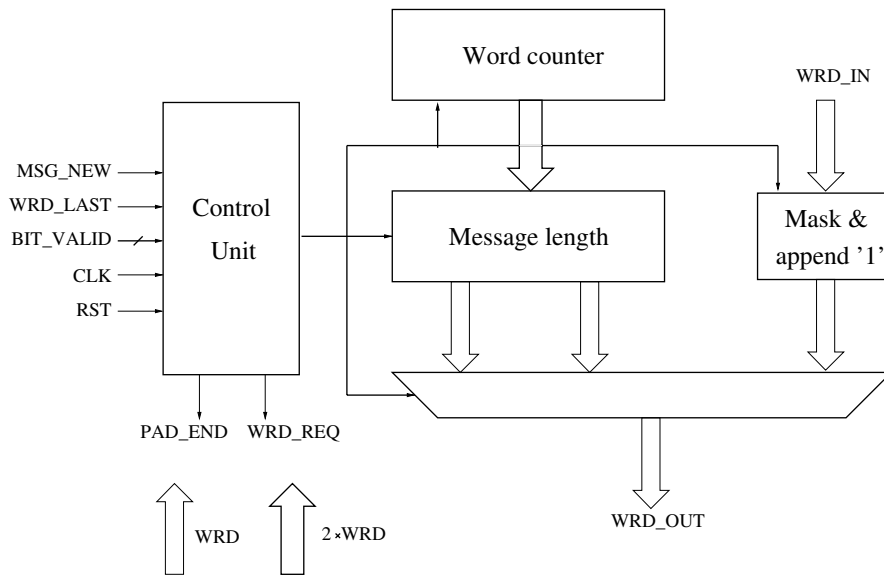 Word counter
WRD_IN
MSG_NEW
WRD_LAST
BIT_VALID
CLK
RST
Control
Unit
Message length
Mask &
append '1'
PAD_END
WRD_REQ
WRD
2×WRD
WRD_OUT